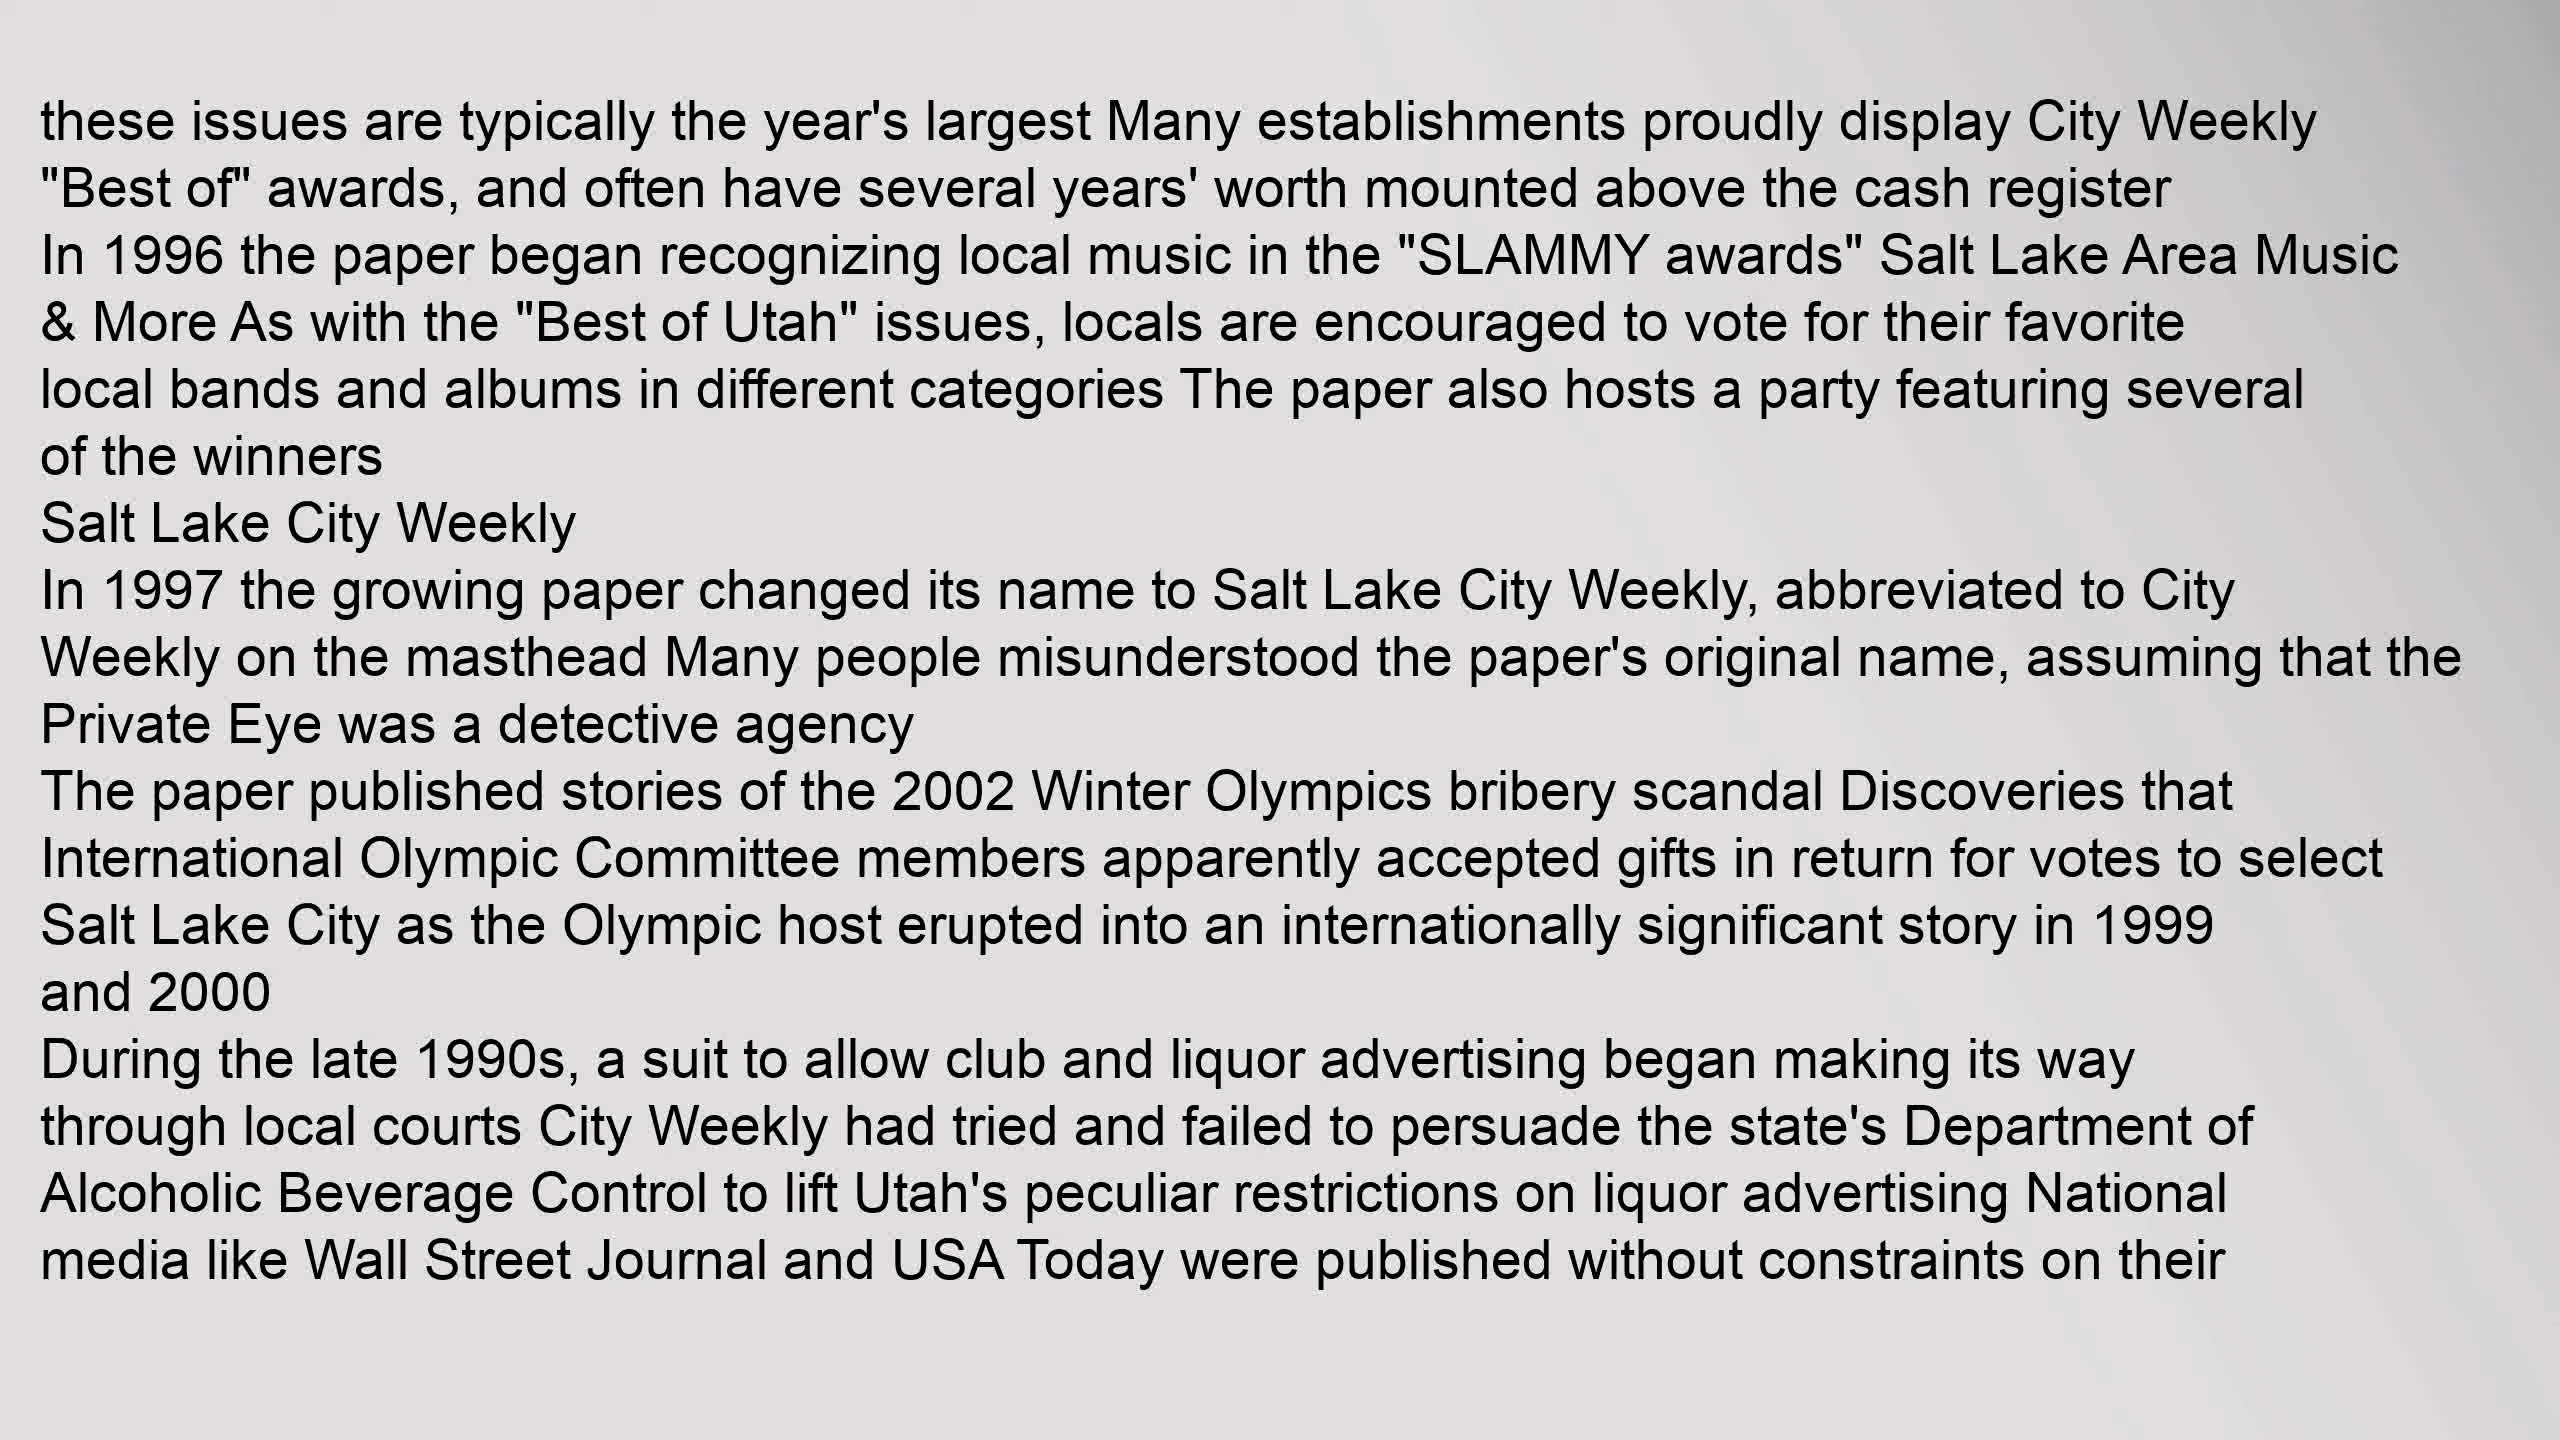 these issues are typically the year's largest Many establishments proudly display City Weekly
"Best of" awards, and often have several years' worth mounted above the cash register
In 1996 the paper began recognizing local music in the "SLAMMY awards" Salt Lake Area Music
& More As with the "Best of Utah" issues, locals are encouraged to vote for their favorite
local bands and albums in different categories The paper also hosts a party featuring several
of the winners
Salt Lake City Weekly
In 1997 the growing paper changed its name to Salt Lake City Weekly, abbreviated to City
Weekly on the masthead Many people misunderstood the paper's original name, assuming that the
Private Eye was a detective agency
The paper published stories of the 2002 Winter Olympics bribery scandal Discoveries that
International Olympic Committee members apparently accepted gifts in return for votes to select
Salt Lake City as the Olympic host erupted into an internationally significant story in 1999
and 2000
During the late 1990s, a suit to allow club and liquor advertising began making its way
through local courts City Weekly had tried and failed to persuade the state's Department of
Alcoholic Beverage Control to lift Utah's peculiar restrictions on liquor advertising National
media like Wall Street Journal and USA Today were published without constraints on their